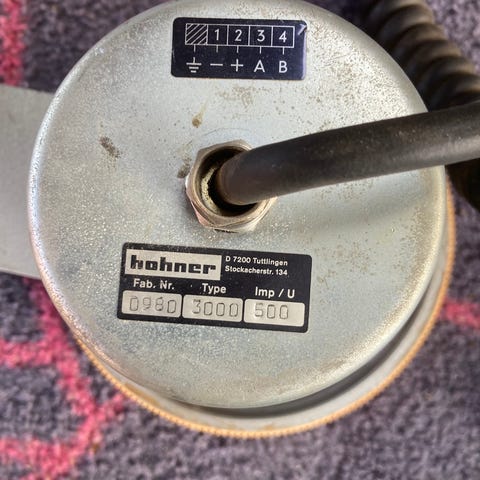 1 2 3 4
⏚ − + A B
hohner
D 7200 Tuttlingen
Stockacherstr. 134
Fab. Nr. Type Imp / U
0980 3000 500